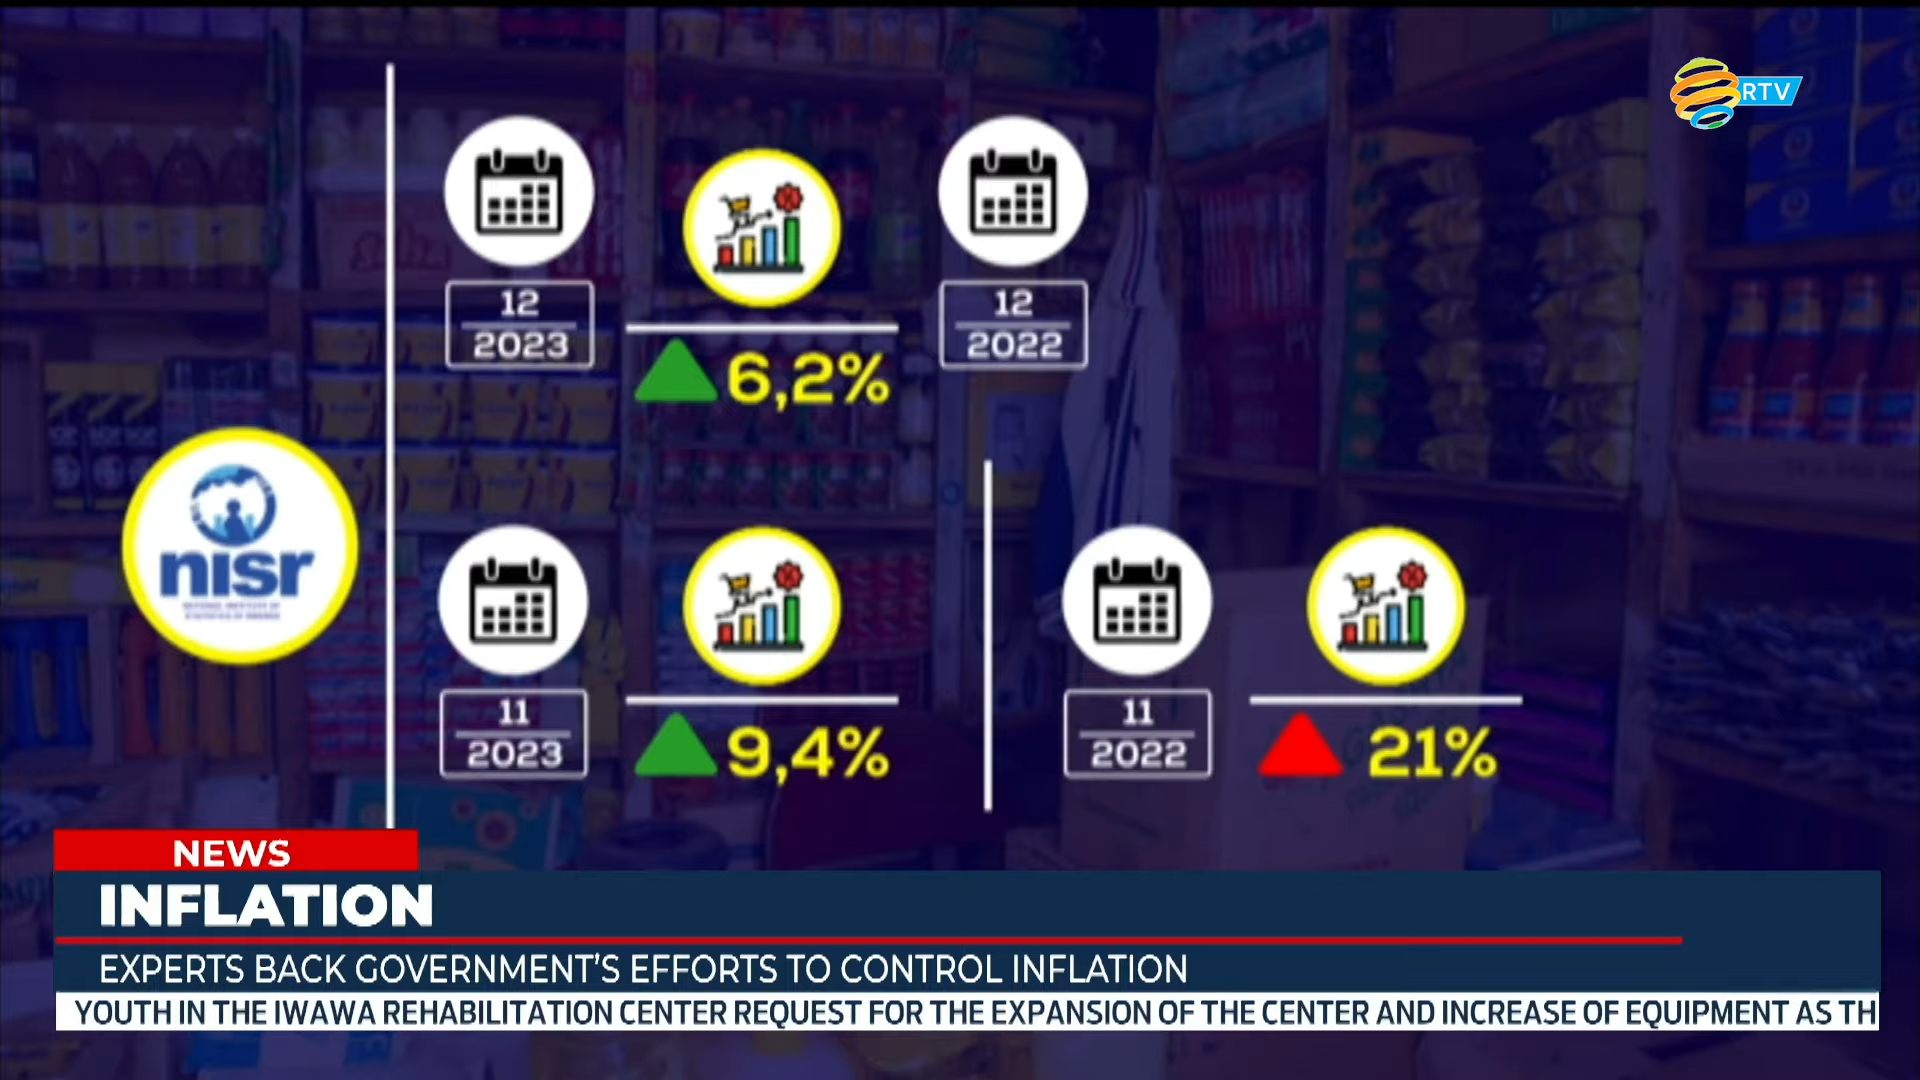 RTV
12
2023
6,2%
12
2022
nisr
11
2023
9,4%
11
2022
21%
NEWS
INFLATION
EXPERTS BACK GOVERNMENT'S EFFORTS TO CONTROL INFLATION
YOUTH IN THE IWAWA REHABILITATION CENTER REQUEST FOR THE EXPANSION OF THE CENTER AND INCREASE OF EQUIPMENT AS TH